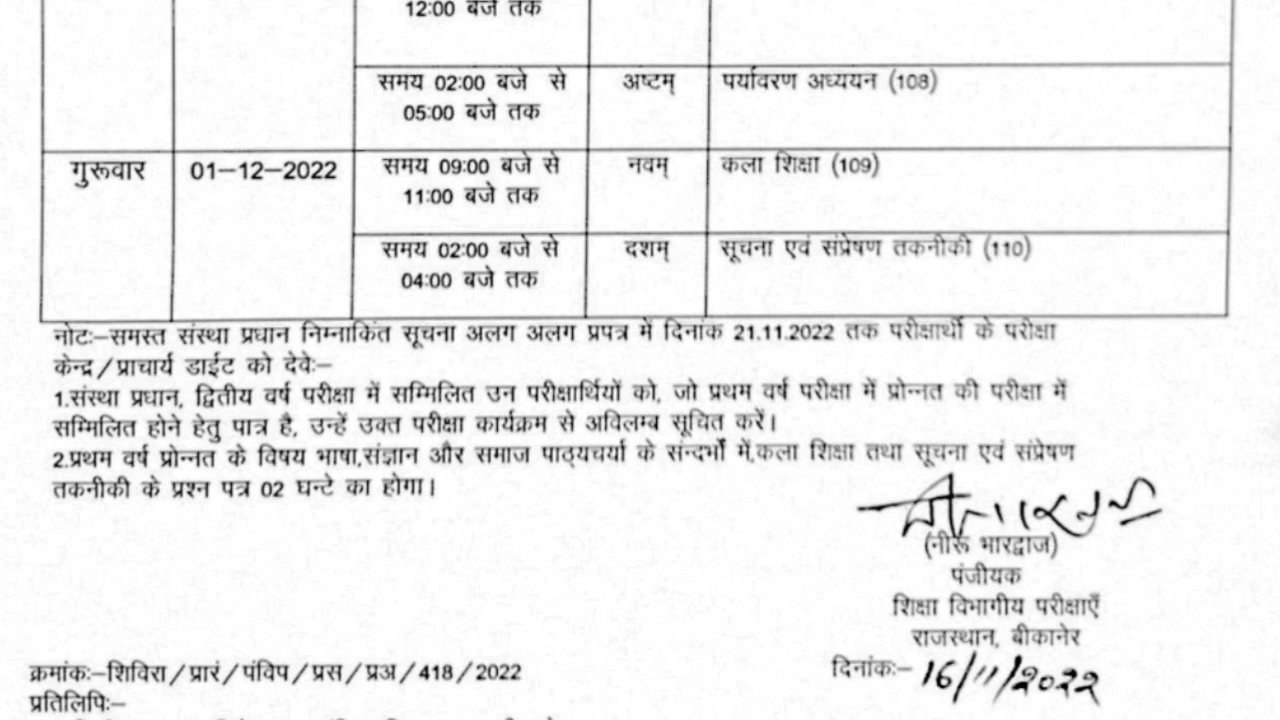 12:00 बजे तक
समय 02:00 बजे से
05:00 बजे तक
अष्टम्
पर्यावरण अध्ययन (108)
गुरूवार
01–12–2022
समय 09:00 बजे से
11:00 बजे तक
नवम्
कला शिक्षा (109)
समय 02:00 बजे से
04:00 बजे तक
दशम्
सूचना एवं संप्रेषण तकनीकी (110)
नोटः–समस्त संस्था प्रधान निम्नाकिंत सूचना अलग अलग प्रपत्र में दिनांक 21.11.2022 तक परीक्षार्थी के परीक्षा
केन्द्र/प्राचार्य डाईट को देवेः–
1.संस्था प्रधान, द्वितीय वर्ष परीक्षा में सम्मिलित उन परीक्षार्थियों को, जो प्रथम वर्ष परीक्षा में प्रोन्नत की परीक्षा में
सम्मिलित होने हेतु पात्र है, उन्हें उक्त परीक्षा कार्यक्रम से अविलम्ब सूचित करें।
2.प्रथम वर्ष प्रोन्नत के विषय भाषा,संज्ञान और समाज पाठ्यचर्या के संन्दर्भो में,कला शिक्षा तथा सूचना एवं संप्रेषण
तकनीकी के प्रश्न पत्र 02 घन्टे का होगा।
(नीरू भारद्वाज)
पंजीयक
शिक्षा विभागीय परीक्षाएँ
राजस्थान, बीकानेर
दिनांकः– 16/11/2022
क्रमांकः–शिविरा/प्रारं/पंविप/प्रस/प्रअ/418/2022
प्रतिलिपिः–